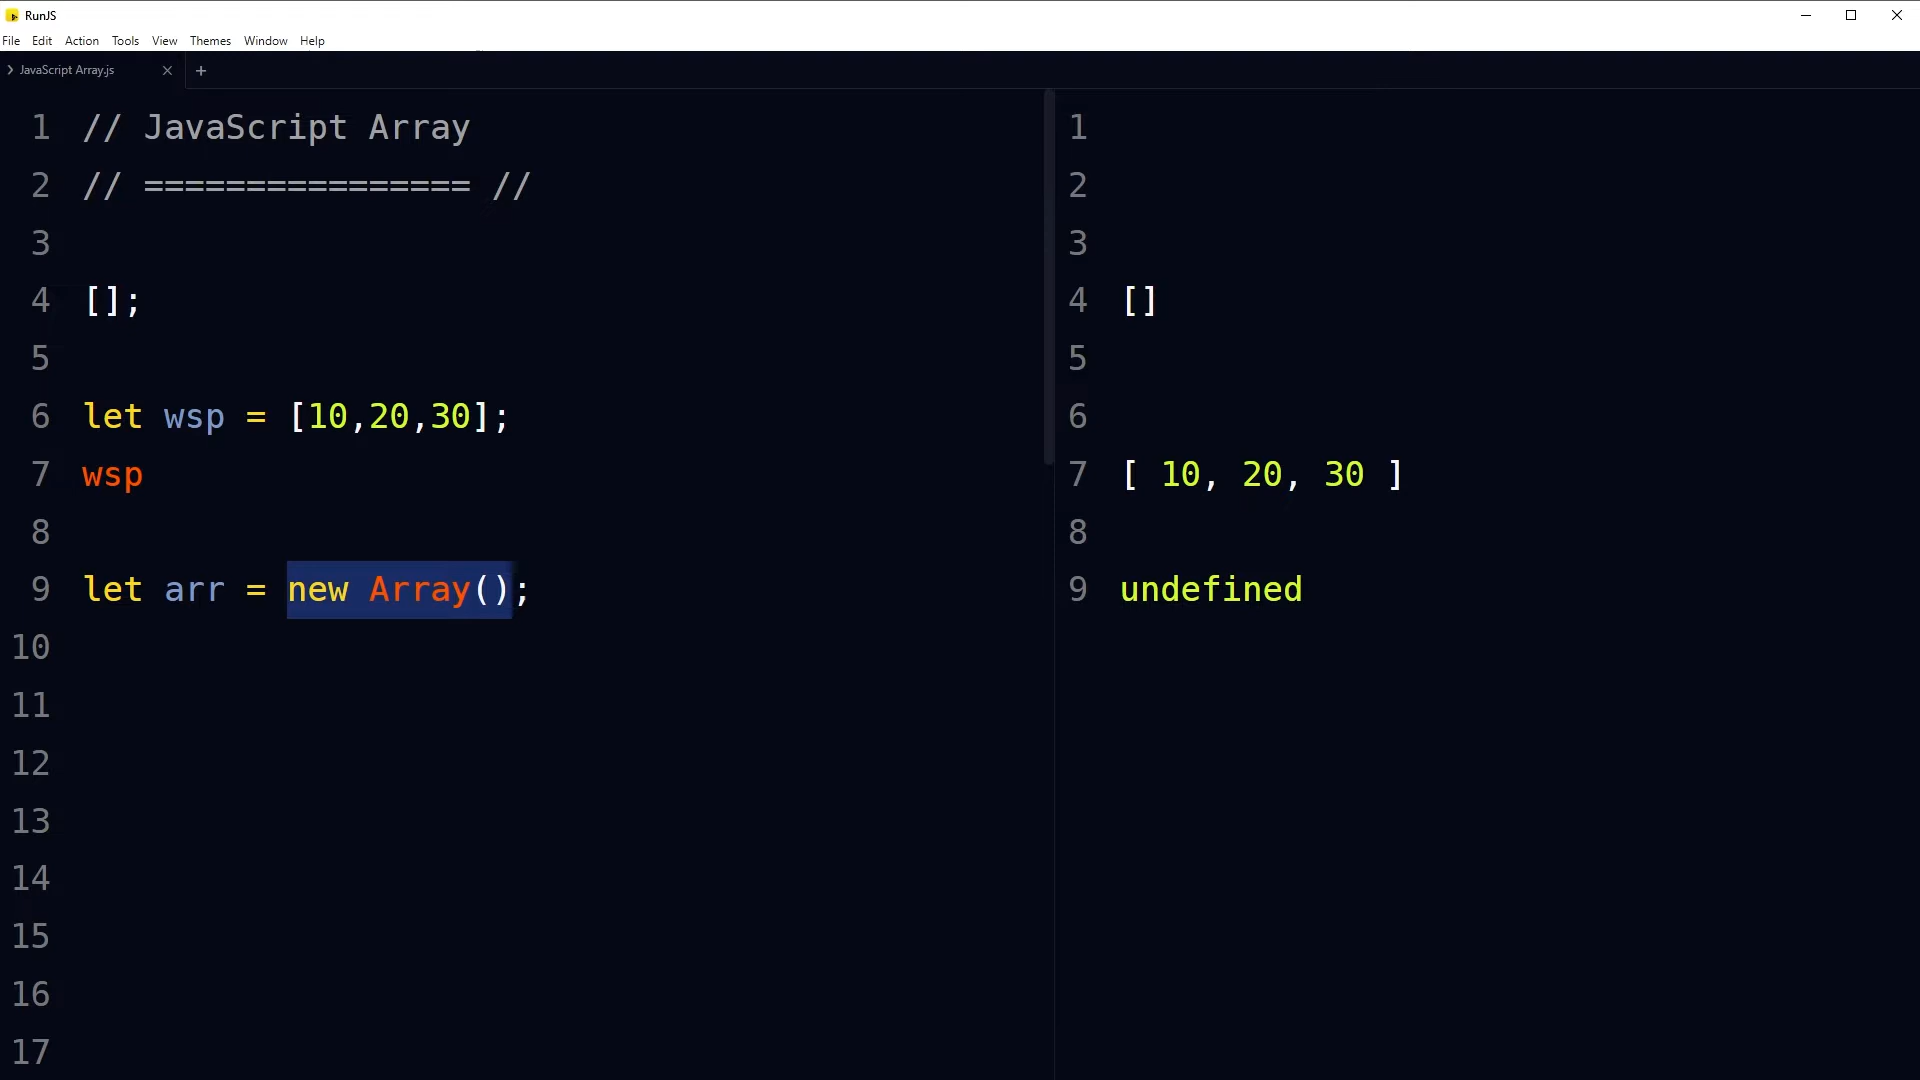 RunJS
File Edit Action Tools View Themes Window Help
JavaScript Array.js
1 // JavaScript Array
2 // ================ //
3
4 [];
5
6 let wsp = [10,20,30];
7 wsp
8
9 let arr = new Array();
10
11
12
13
14
15
16
17
1
2
3
4 []
5
6
7 [ 10, 20, 30 ]
8
9 undefined